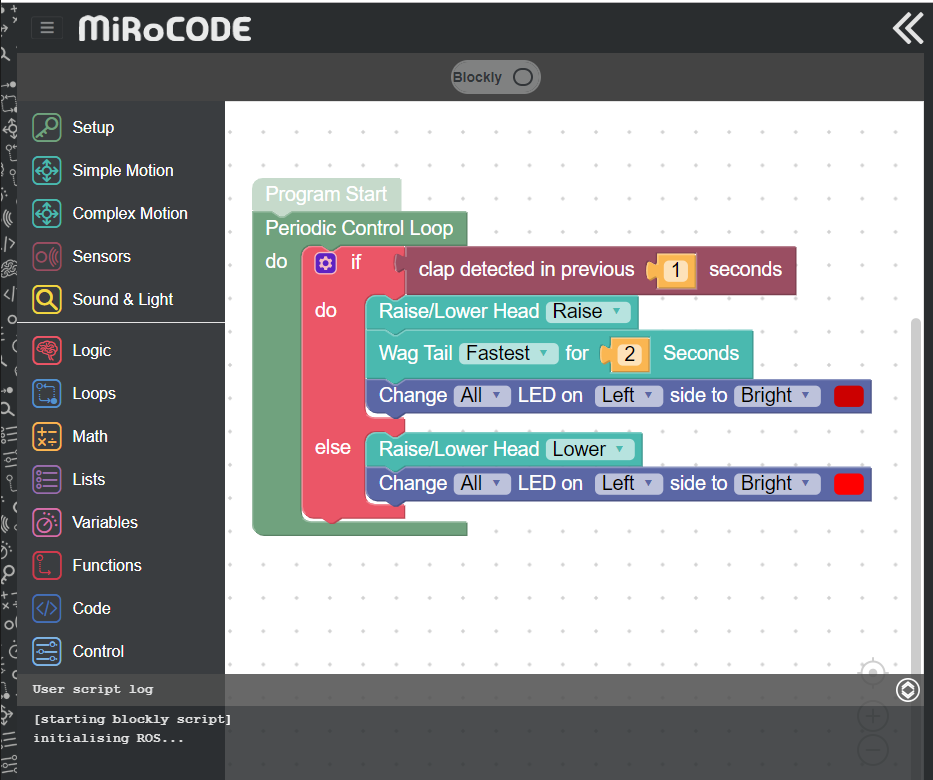 MiRoCODE
Blockly
Setup
Simple Motion
Complex Motion
Sensors
Sound & Light
Logic
Loops
Math
Lists
Variables
Functions
Code
Control
Program Start
Periodic Control Loop
do
if
clap detected in previous 1 seconds
do
Raise/Lower Head Raise
Wag Tail Fastest for 2 Seconds
Change All LED on Left side to Bright
else
Raise/Lower Head Lower
Change All LED on Left side to Bright
User script log
[starting blockly script]
initialising ROS...